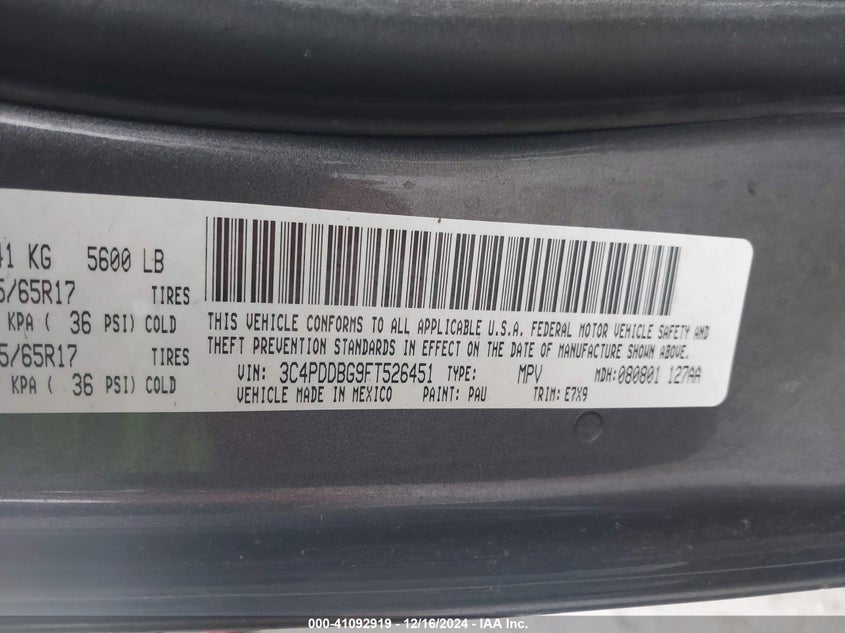 41 KG 5600 LB
5/65R17 TIRES
KPA ( 36 PSI) COLD
5/65R17 TIRES
KPA ( 36 PSI) COLD
THIS VEHICLE CONFORMS TO ALL APPLICABLE U.S.A. FEDERAL MOTOR VEHICLE SAFETY AND
THEFT PREVENTION STANDARDS IN EFFECT ON THE DATE OF MANUFACTURE SHOWN ABOVE.
VIN: 3C4PDDBG9FT526451 TYPE: MPV MDH:080801 127AA
VEHICLE MADE IN MEXICO PAINT: PAU TRIM: E7X9
000-41092919 - 12/16/2024 - IAAI.com